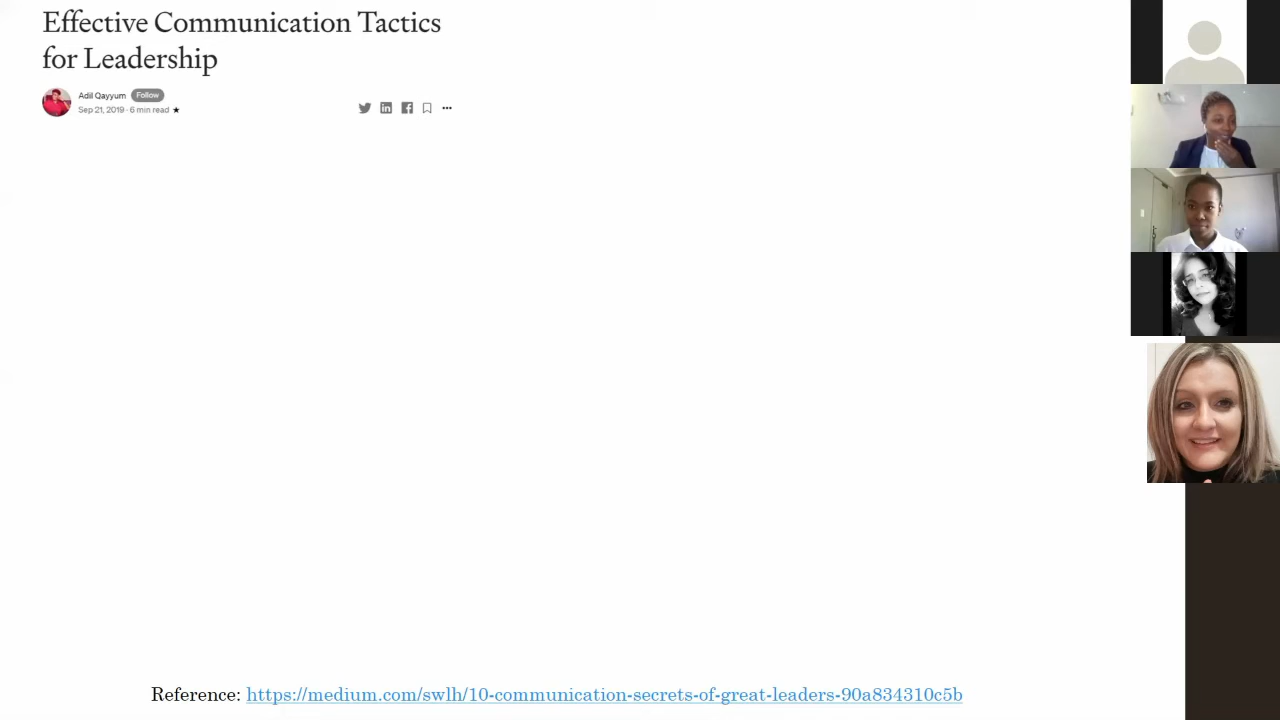 Effective Communication Tactics
for Leadership
Adil Qayyum Follow
Sep 21, 2019 · 6 min read ★
Reference: https://medium.com/swlh/10-communication-secrets-of-great-leaders-90a834310c5b